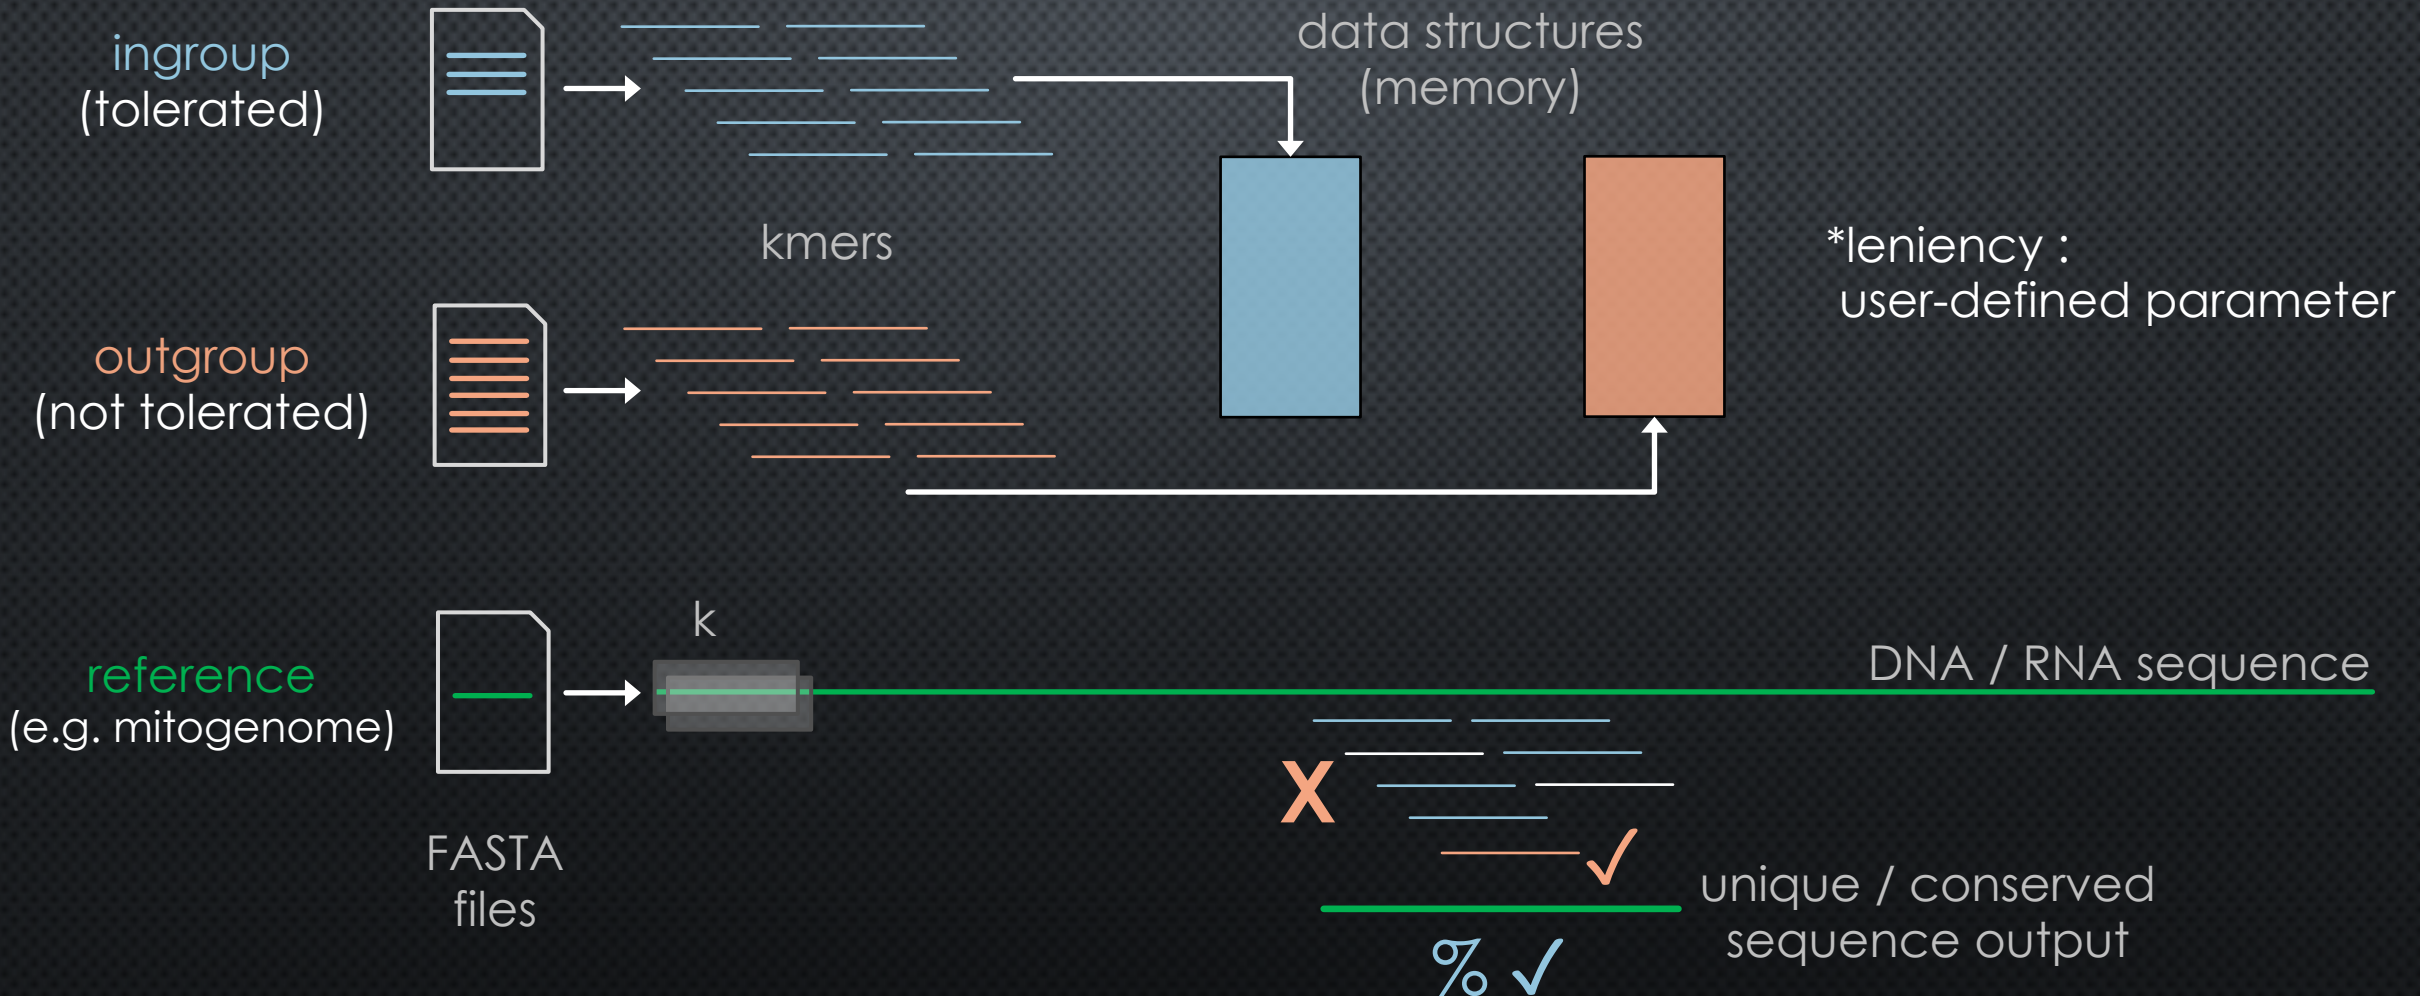 ingroup
(tolerated)
data structures
(memory)
kmers
*leniency :
user-defined parameter
outgroup
(not tolerated)
k
reference
(e.g. mitogenome)
DNA / RNA sequence
X
✓
FASTA
files
unique / conserved
sequence output
% ✓